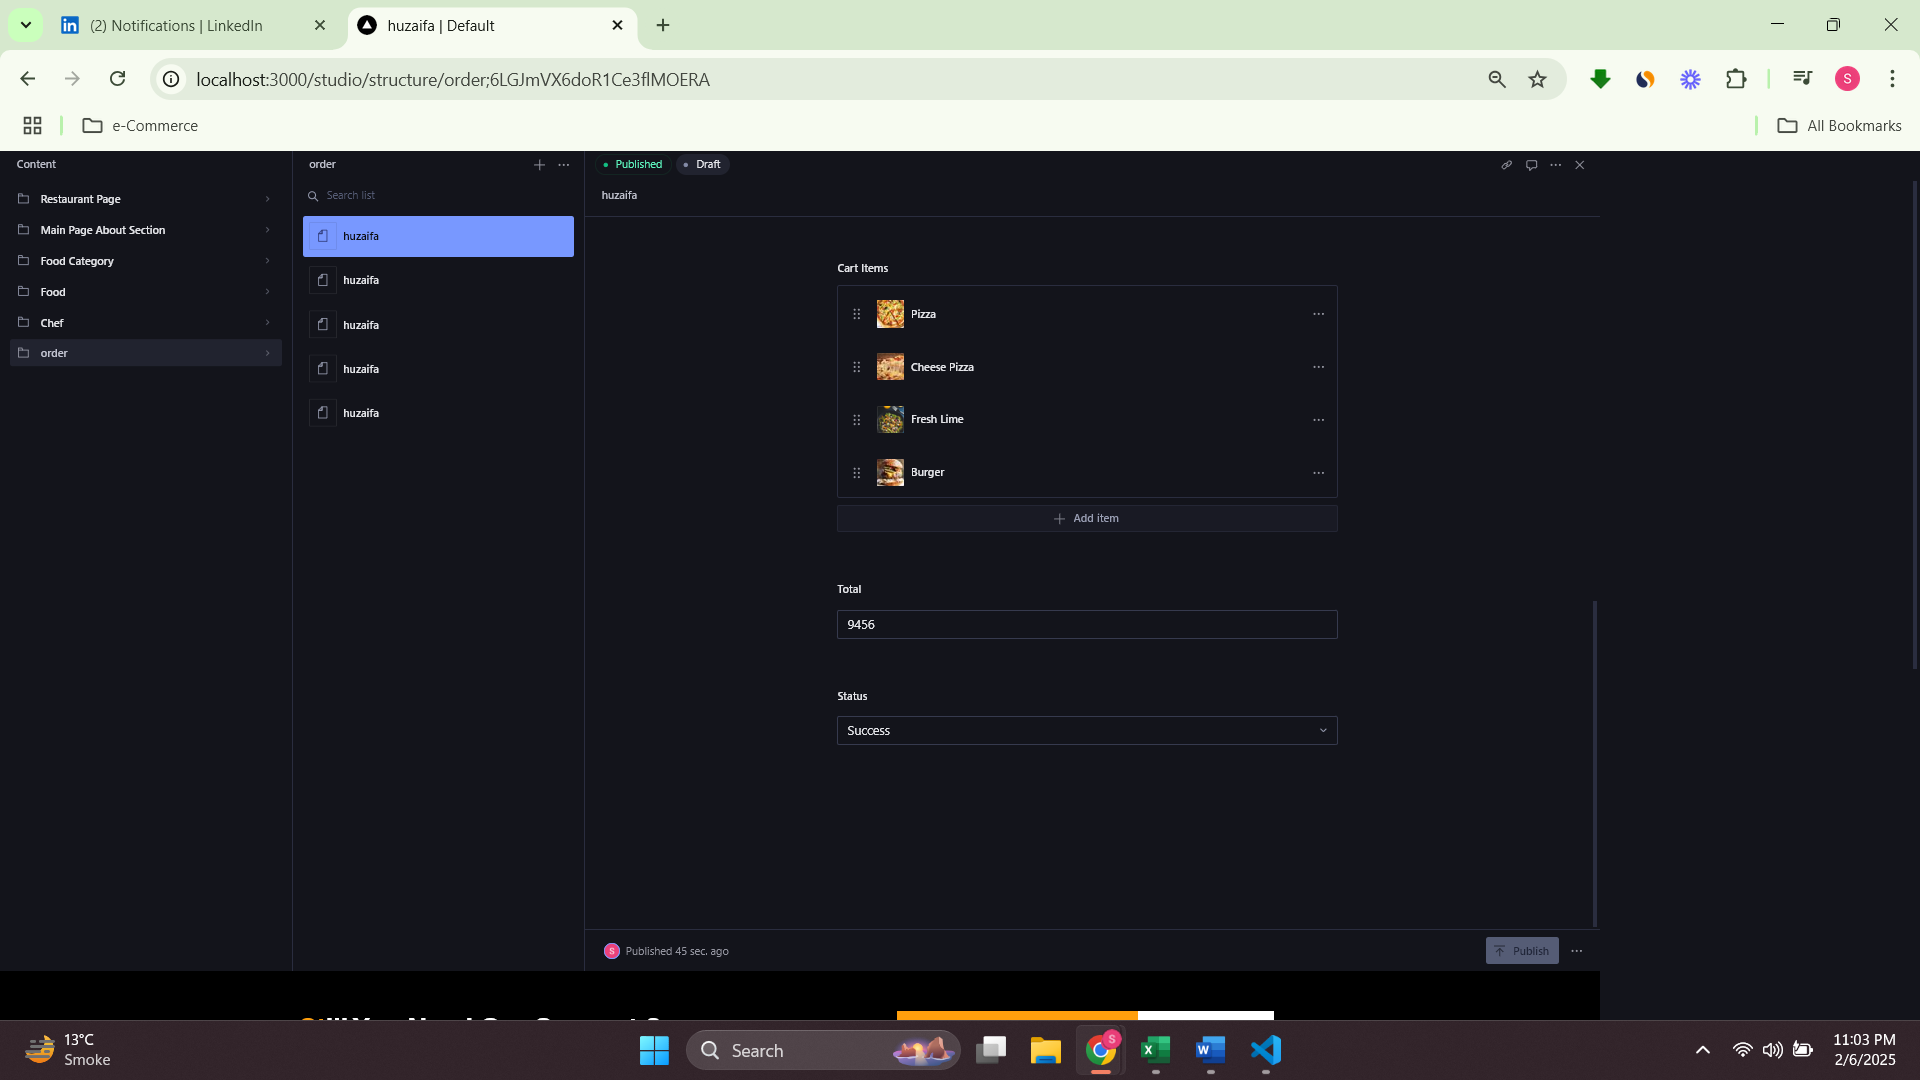 (2) Notifications | LinkedIn
huzaifa | Default
localhost:3000/studio/structure/order;6LGJmVX6doR1Ce3flMOERA
S
e-Commerce
All Bookmarks
Content
Restaurant Page
Main Page About Section
Food Category
Food
Chef
order
order
Search list
huzaifa
huzaifa
huzaifa
huzaifa
huzaifa
Published
Draft
huzaifa
Cart Items
Pizza
Cheese Pizza
Fresh Lime
Burger
Add item
Total
9456
Status
Success
S
Published 45 sec. ago
Publish
13°C
Smoke
Search
S
11:03 PM
2/6/2025